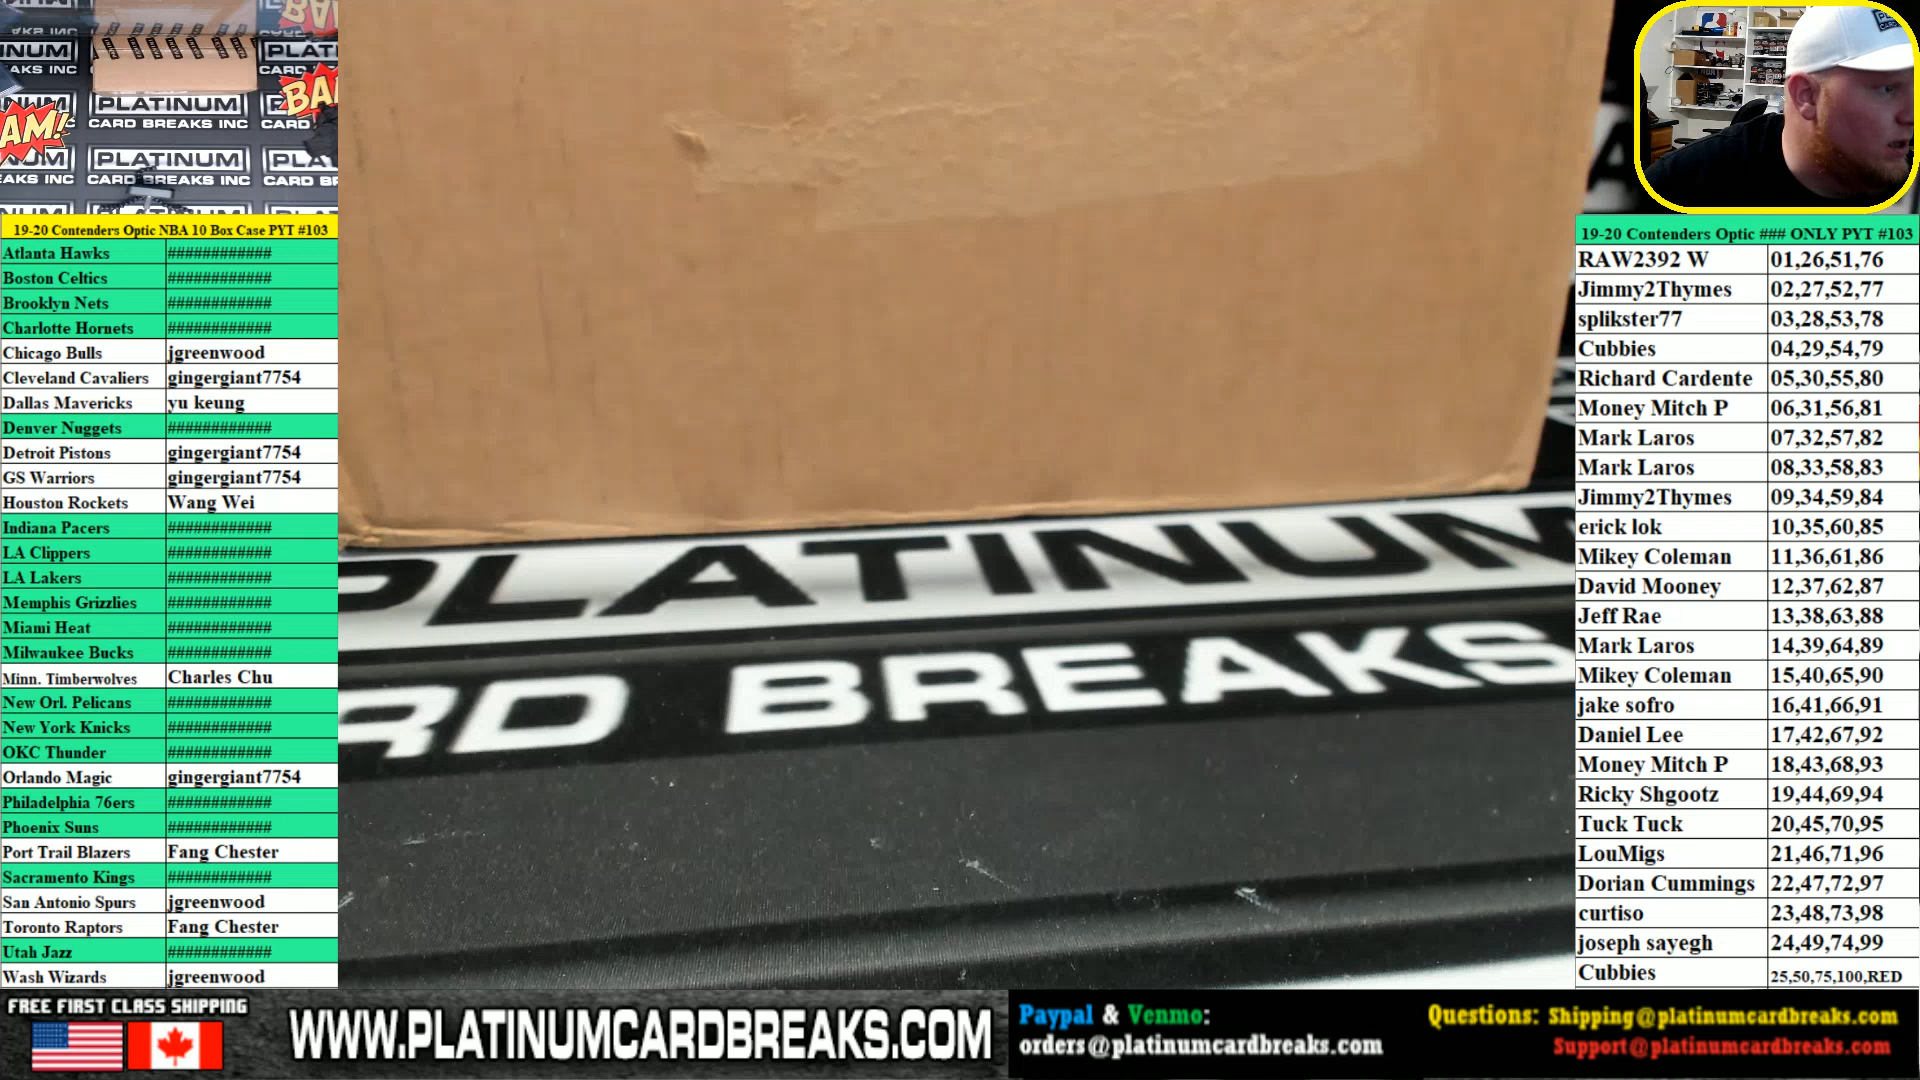 PLATINUM
CARD BREAKS INC
PLATINUM
CARD BREAKS INC
19-20 Contenders Optic NBA 10 Box Case PYT #103
Atlanta Hawks ############
Boston Celtics ############
Brooklyn Nets ############
Charlotte Hornets ############
Chicago Bulls jgreenwood
Cleveland Cavaliers gingergiant7754
Dallas Mavericks yu keung
Denver Nuggets ############
Detroit Pistons gingergiant7754
GS Warriors gingergiant7754
Houston Rockets Wang Wei
Indiana Pacers ############
LA Clippers ############
LA Lakers ############
Memphis Grizzlies ############
Miami Heat ############
Milwaukee Bucks ############
Minn. Timberwolves Charles Chu
New Orl. Pelicans ############
New York Knicks ############
OKC Thunder ############
Orlando Magic gingergiant7754
Philadelphia 76ers ############
Phoenix Suns ############
Port Trail Blazers Fang Chester
Sacramento Kings ############
San Antonio Spurs jgreenwood
Toronto Raptors Fang Chester
Utah Jazz ############
Wash Wizards jgreenwood
PLATINUM
RD BREAKS
19-20 Contenders Optic ### ONLY PYT #103
RAW2392 W 01,26,51,76
Jimmy2Thymes 02,27,52,77
splikster77 03,28,53,78
Cubbies 04,29,54,79
Richard Cardente 05,30,55,80
Money Mitch P 06,31,56,81
Mark Laros 07,32,57,82
Mark Laros 08,33,58,83
Jimmy2Thymes 09,34,59,84
erick lok 10,35,60,85
Mikey Coleman 11,36,61,86
David Mooney 12,37,62,87
Jeff Rae 13,38,63,88
Mark Laros 14,39,64,89
Mikey Coleman 15,40,65,90
jake sofro 16,41,66,91
Daniel Lee 17,42,67,92
Money Mitch P 18,43,68,93
Ricky Shgootz 19,44,69,94
Tuck Tuck 20,45,70,95
LouMigs 21,46,71,96
Dorian Cummings 22,47,72,97
curtiso 23,48,73,98
joseph sayegh 24,49,74,99
Cubbies 25,50,75,100,RED
FREE FIRST CLASS SHIPPING
WWW.PLATINUMCARDBREAKS.COM
Paypal & Venmo:
orders@platinumcardbreaks.com
Questions: Shipping@platinumcardbreaks.com
Support@platinumcardbreaks.com